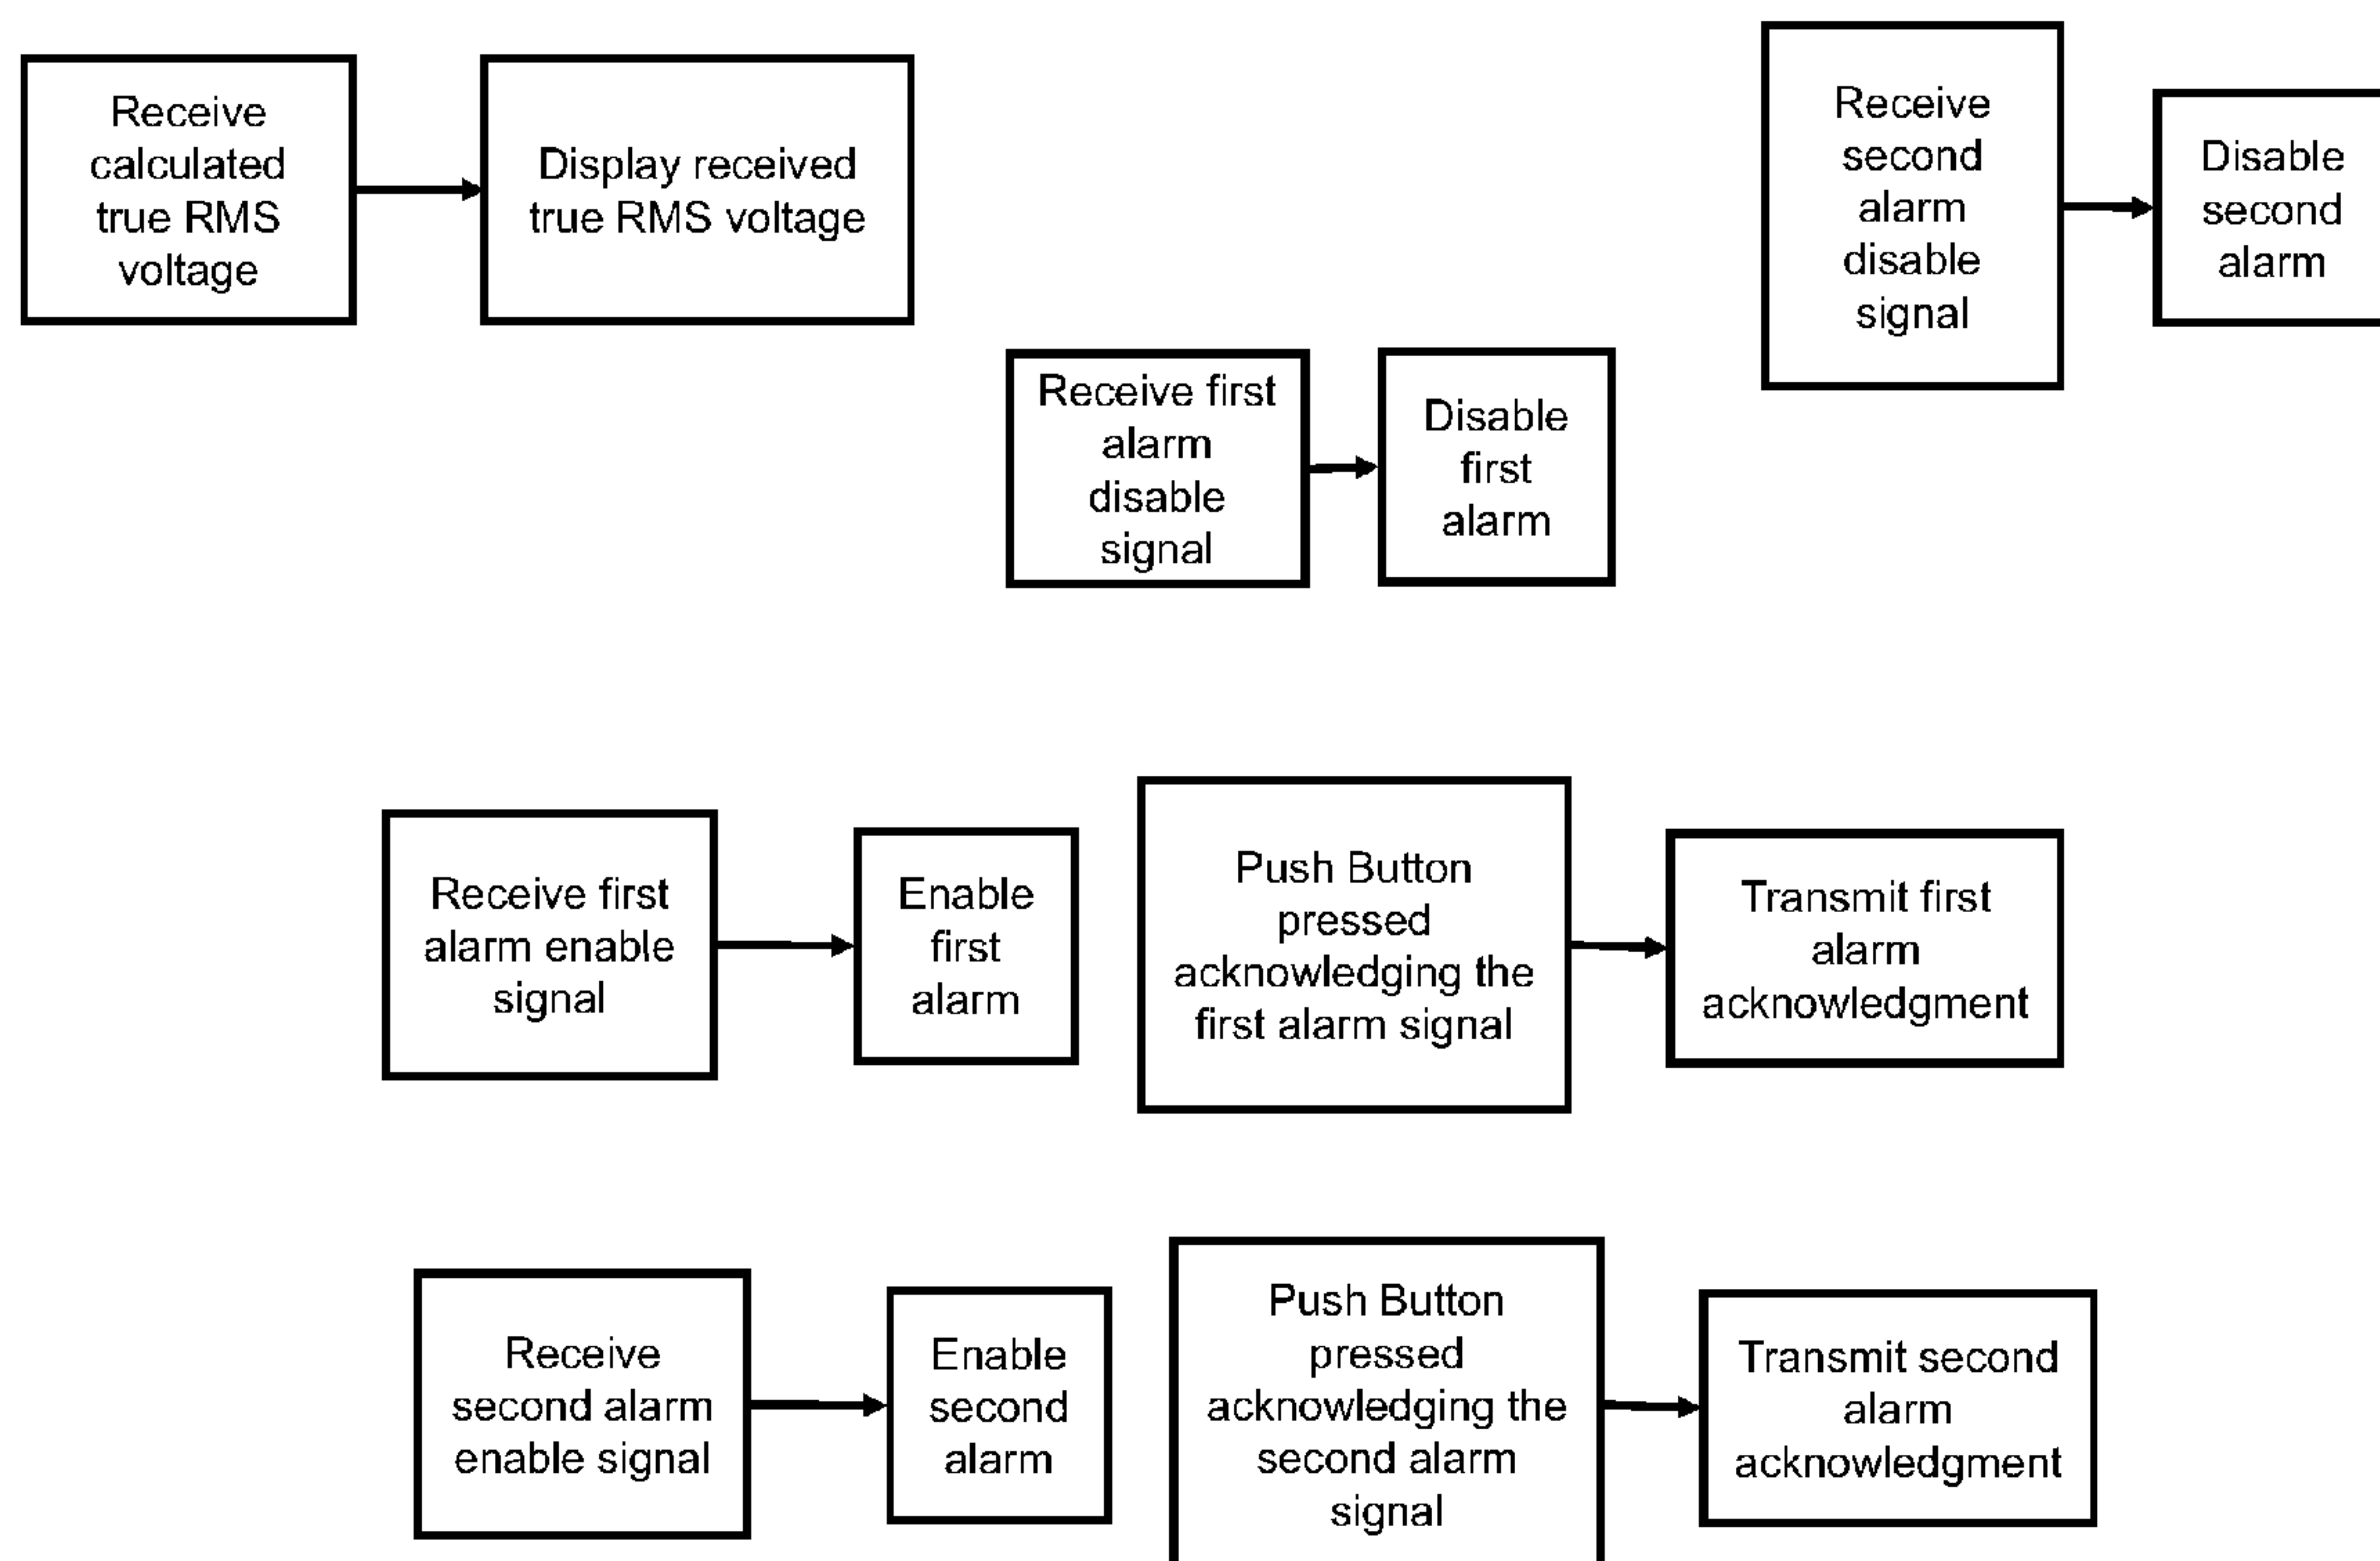 Receive
calculated
true RMS
voltage
Display received
true RMS voltage
Receive
second
alarm
disable
signal
Disable
second
alarm
Receive first
alarm
disable
signal
Disable
first
alarm
Receive first
alarm enable
signal
Enable
first
alarm
Push Button
pressed
acknowledging the
first alarm signal
Transmit first
alarm
acknowledgment
Receive
second alarm
enable signal
Enable
second
alarm
Push Button
pressed
acknowledging the
second alarm
signal
Transmit second
alarm
acknowledgment